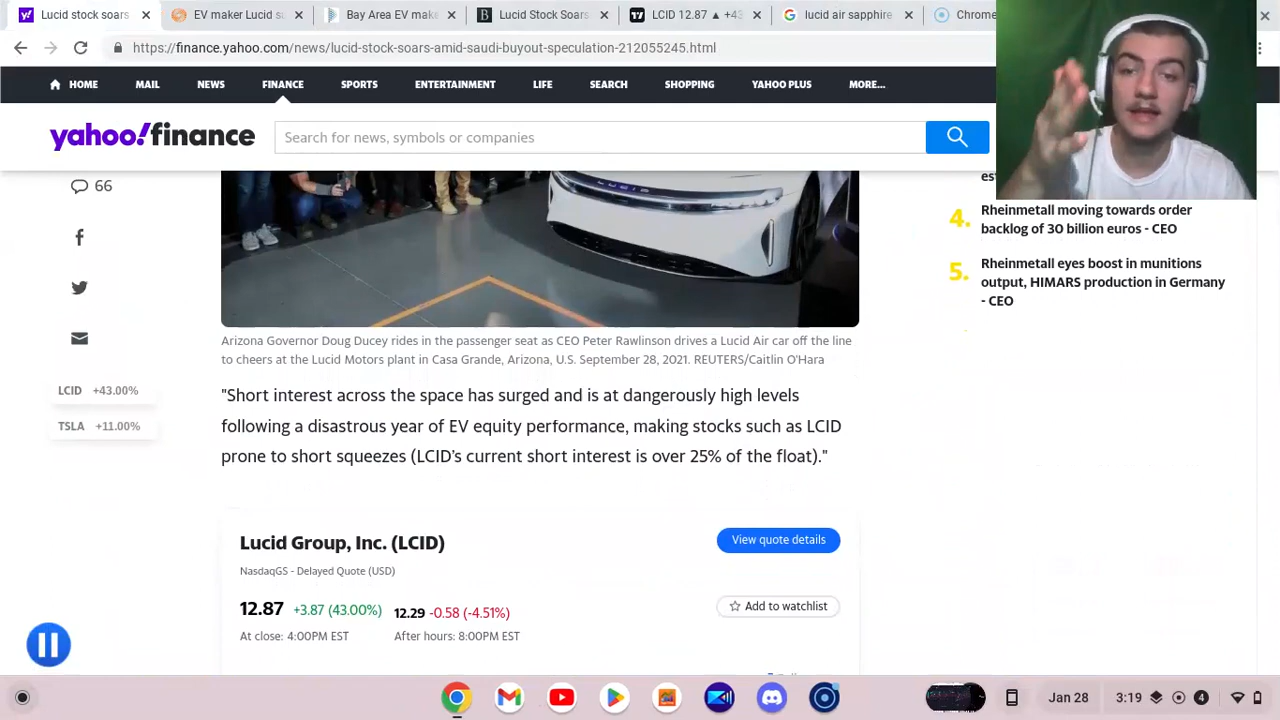 Lucid stock soars
EV maker Lucid su
Bay Area EV make
Lucid Stock Soars
LCID 12.87 ▲ +43
lucid air sapphire
Chrome
https://finance.yahoo.com/news/lucid-stock-soars-amid-saudi-buyout-speculation-212055245.html
HOME MAIL NEWS FINANCE SPORTS ENTERTAINMENT LIFE SEARCH SHOPPING YAHOO PLUS MORE...
yahoo!finance
Search for news, symbols or companies
66
LUCID
4. Rheinmetall moving towards order
backlog of 30 billion euros - CEO
5. Rheinmetall eyes boost in munitions
output, HIMARS production in Germany
- CEO
Arizona Governor Doug Ducey rides in the passenger seat as CEO Peter Rawlinson drives a Lucid Air car off the line
to cheers at the Lucid Motors plant in Casa Grande, Arizona, U.S. September 28, 2021. REUTERS/Caitlin O'Hara
LCID +43.00%
TSLA +11.00%
"Short interest across the space has surged and is at dangerously high levels
following a disastrous year of EV equity performance, making stocks such as LCID
prone to short squeezes (LCID's current short interest is over 25% of the float)."
Lucid Group, Inc. (LCID)
View quote details
NasdaqGS - Delayed Quote (USD)
12.87 +3.87 (43.00%) 12.29 -0.58 (-4.51%)
Add to watchlist
At close: 4:00PM EST After hours: 8:00PM EST
Jan 28
3:19
4